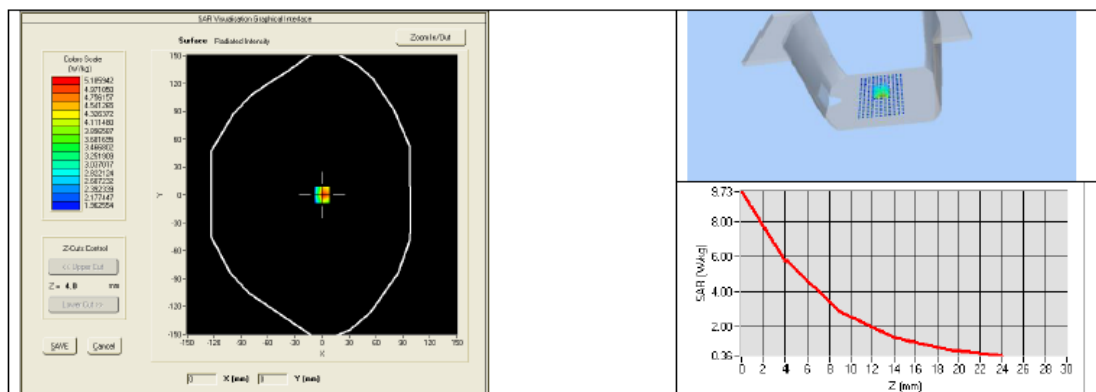 SAR Visualisation Graphical Interface
Surface Radiated Intensity
Zoom In/Out
Colors Scale
(W/kg)
5.185942
4.971050
4.756157
4.541265
4.326372
4.111480
3.896587
3.681695
3.466802
3.251909
3.037017
2.822124
2.607232
2.392339
2.177447
1.962554
150
120
90
60
30
0
-30
-60
-90
-120
-150
Y
-150 -120 -90 -60 -30 0 30 60 90 120 150
X
Z-Cuts Control
<< Upper Cut
Z = 4.0 mm
Lower Cut >>
SAVE Cancel
0 X (mm) 0 Y (mm)
9.73
8.00
6.00
4.00
2.00
0.36
SAR (W/kg)
0 2 4 6 8 10 12 14 16 18 20 22 24 26 28 30
Z (mm)